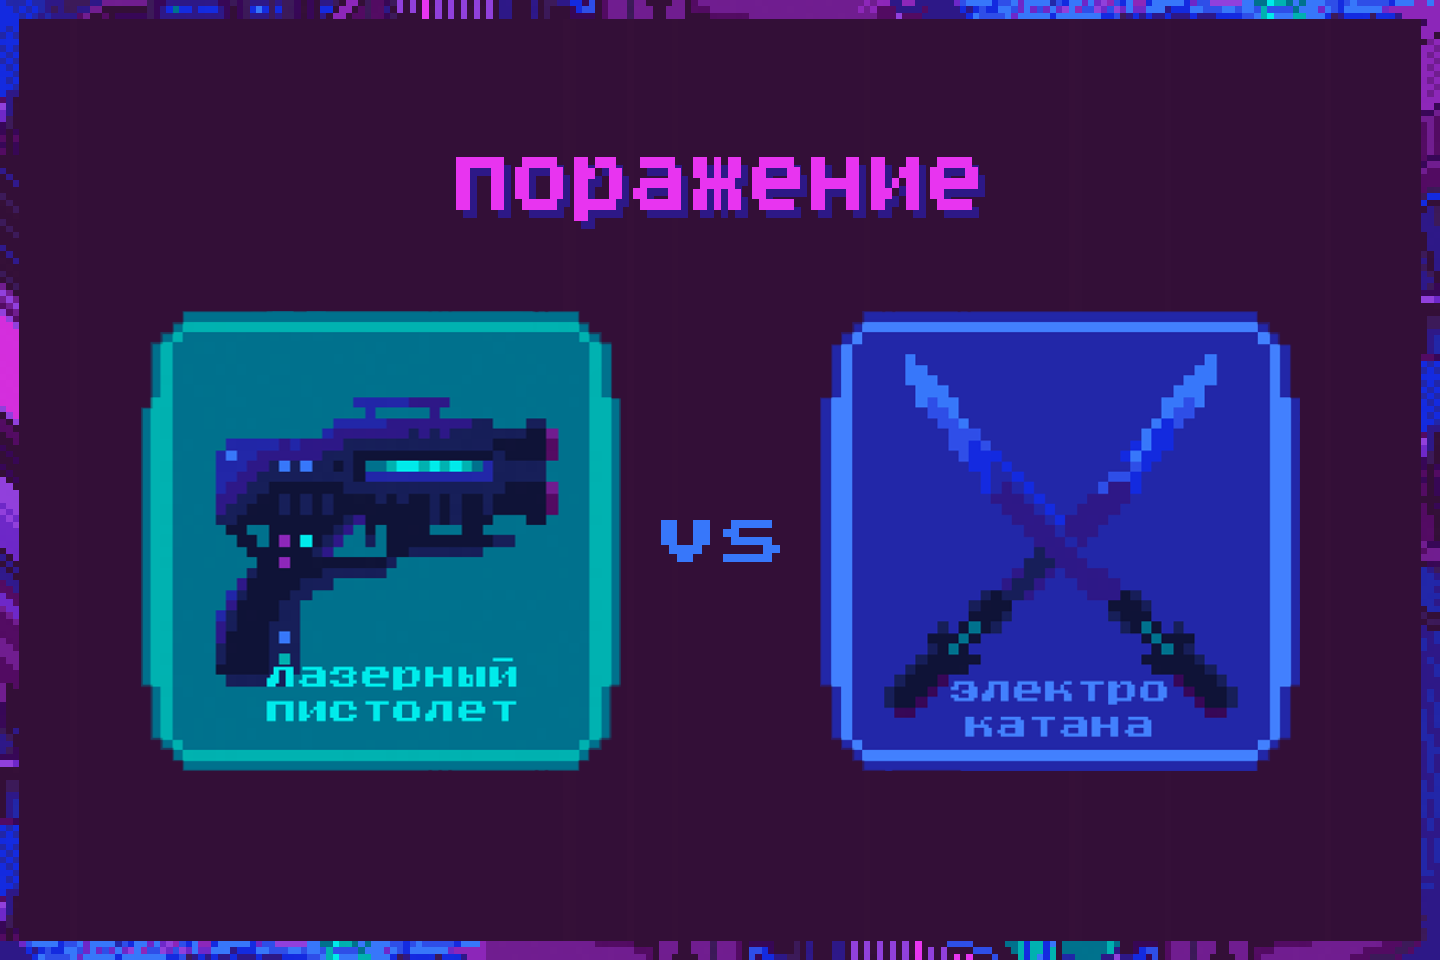 поражение
лазерный
пистолет
vs
электро
катана